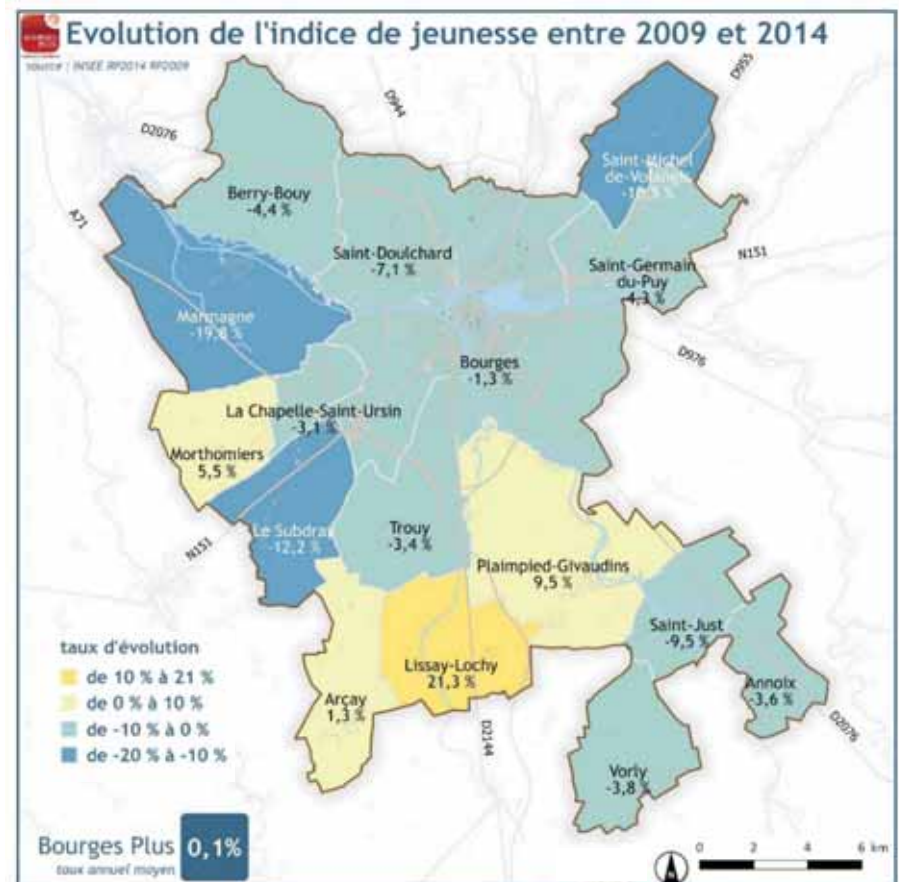 Evolution de l'indice de jeunesse entre 2009 et 2014
source : INSEE RP2014 RP2009
D955
D944
D2076
Saint-Michel
de-Volangis
Berry-Bouy
-4,4 %
A71
Saint-Doulchard
-7,1 %
N151
Saint-Germain
du-Puy
-4,3 %
Marmagne
-19,8 %
D976
Bourges
-1,3 %
La Chapelle-Saint-Ursin
-3,1 %
Morthomiers
5,5 %
Le Subdray
-12,2 %
Trouy
-3,4 %
N151
Plaimpied-Givaudins
9,5 %
Saint-Just
-9,5 %
taux d'évolution
de 10 % à 21 %
de 0 % à 10 %
de -10 % à 0 %
de -20 % à -10 %
Lissay-Lochy
21,3 %
Arçay
1,3 %
Annoix
-3,6 %
D2076
D2144
Vorly
-3,8 %
Bourges Plus
0,1%
taux annuel moyen
0 2 4 6 km
N